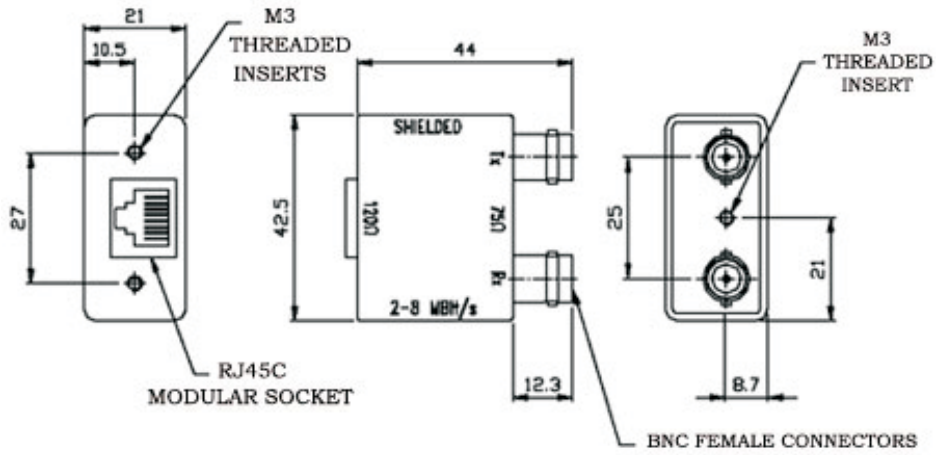 21
10.5
M3
THREADED
INSERTS
27
RJ45C
MODULAR SOCKET
44
42.5
SHIELDED
Tx
120Ω
75Ω
Rx
2-8 MBH/s
12.3
BNC FEMALE CONNECTORS
M3
THREADED
INSERT
25
21
8.7